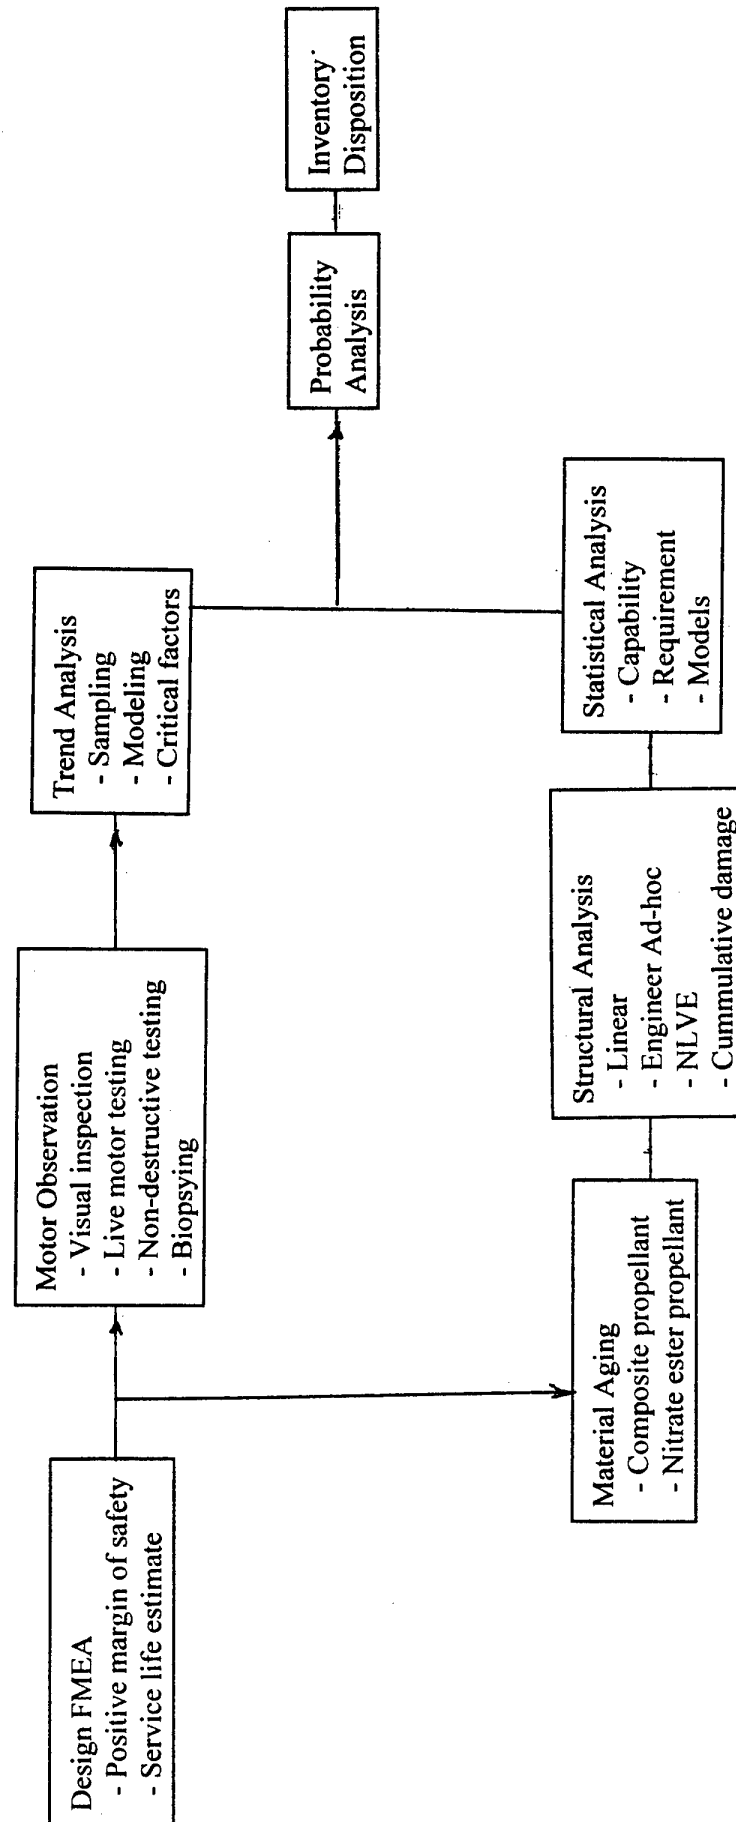 Design FMEA
- Positive margin of safety
- Service life estimate
Motor Observation
- Visual inspection
- Live motor testing
- Non-destructive testing
- Biopsying
Trend Analysis
- Sampling
- Modeling
- Critical factors
Material Aging
- Composite propellant
- Nitrate ester propellant
Structural Analysis
- Linear
- Engineer Ad-hoc
- NLVE
- Cummulative damage
Statistical Analysis
- Capability
- Requirement
- Models
Probability
Analysis
Inventory
Disposition